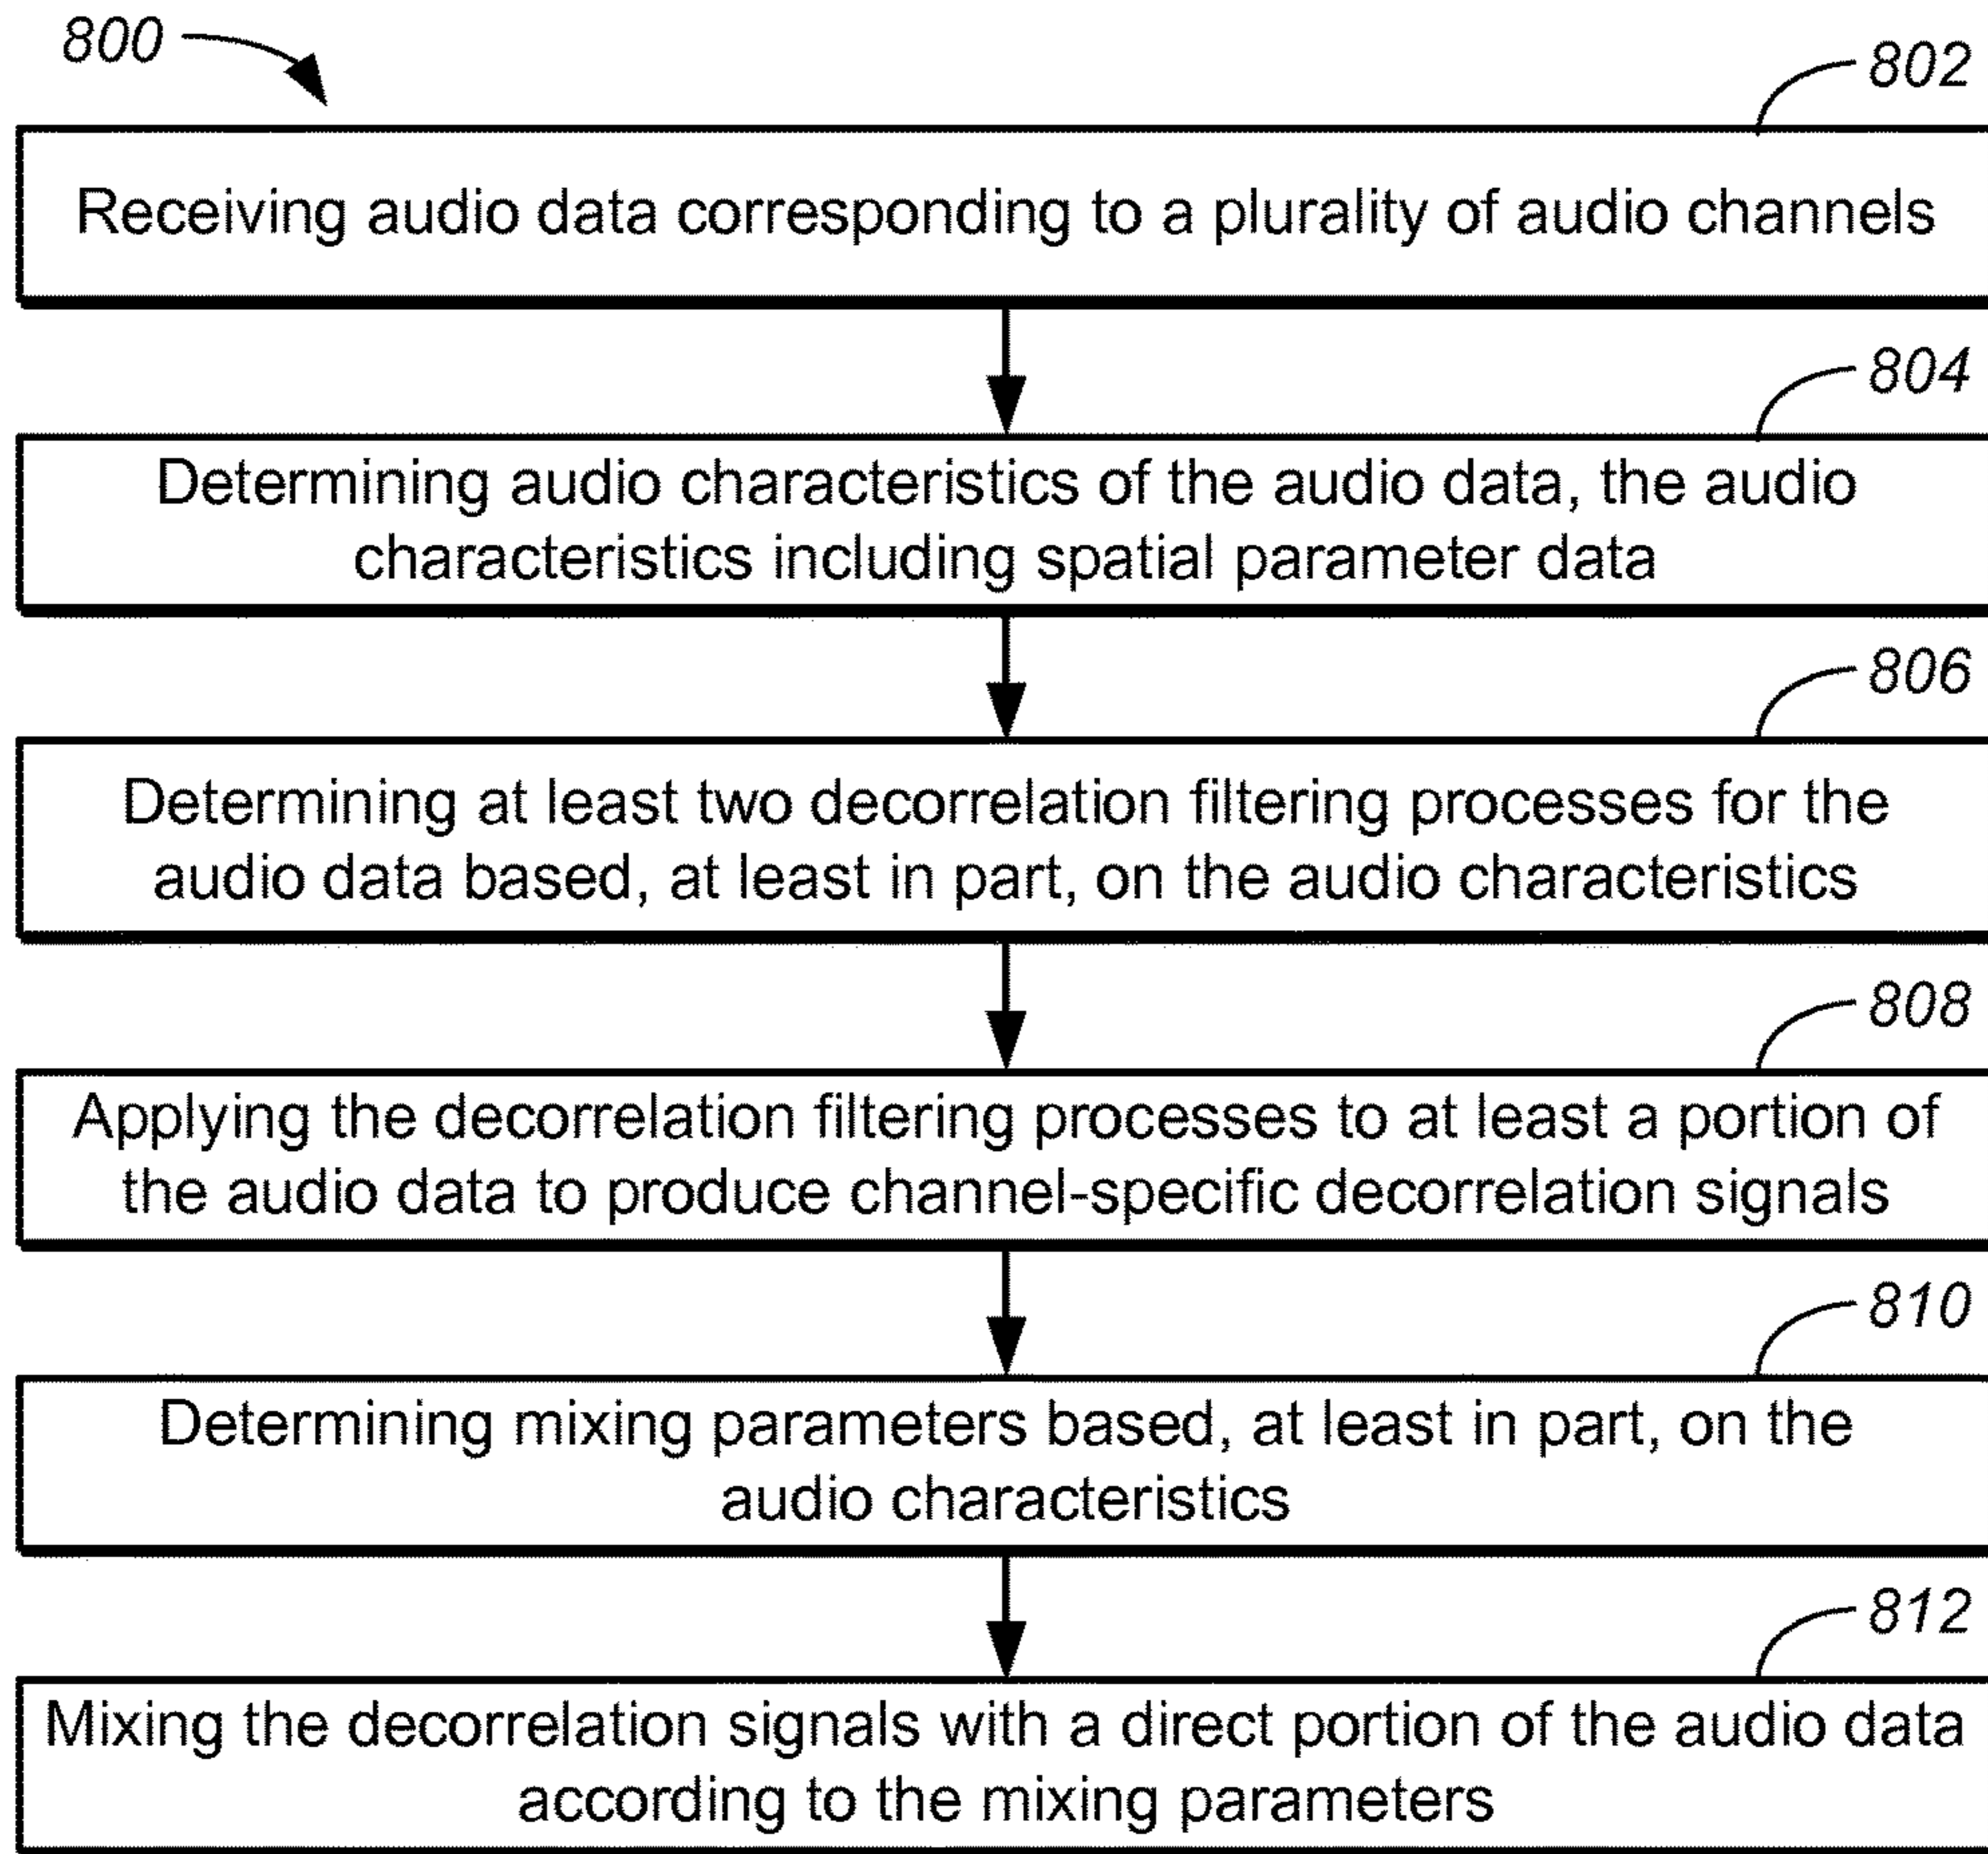 800
802
Receiving audio data corresponding to a plurality of audio channels
804
Determining audio characteristics of the audio data, the audio
characteristics including spatial parameter data
806
Determining at least two decorrelation filtering processes for the
audio data based, at least in part, on the audio characteristics
808
Applying the decorrelation filtering processes to at least a portion of
the audio data to produce channel-specific decorrelation signals
810
Determining mixing parameters based, at least in part, on the
audio characteristics
812
Mixing the decorrelation signals with a direct portion of the audio data
according to the mixing parameters